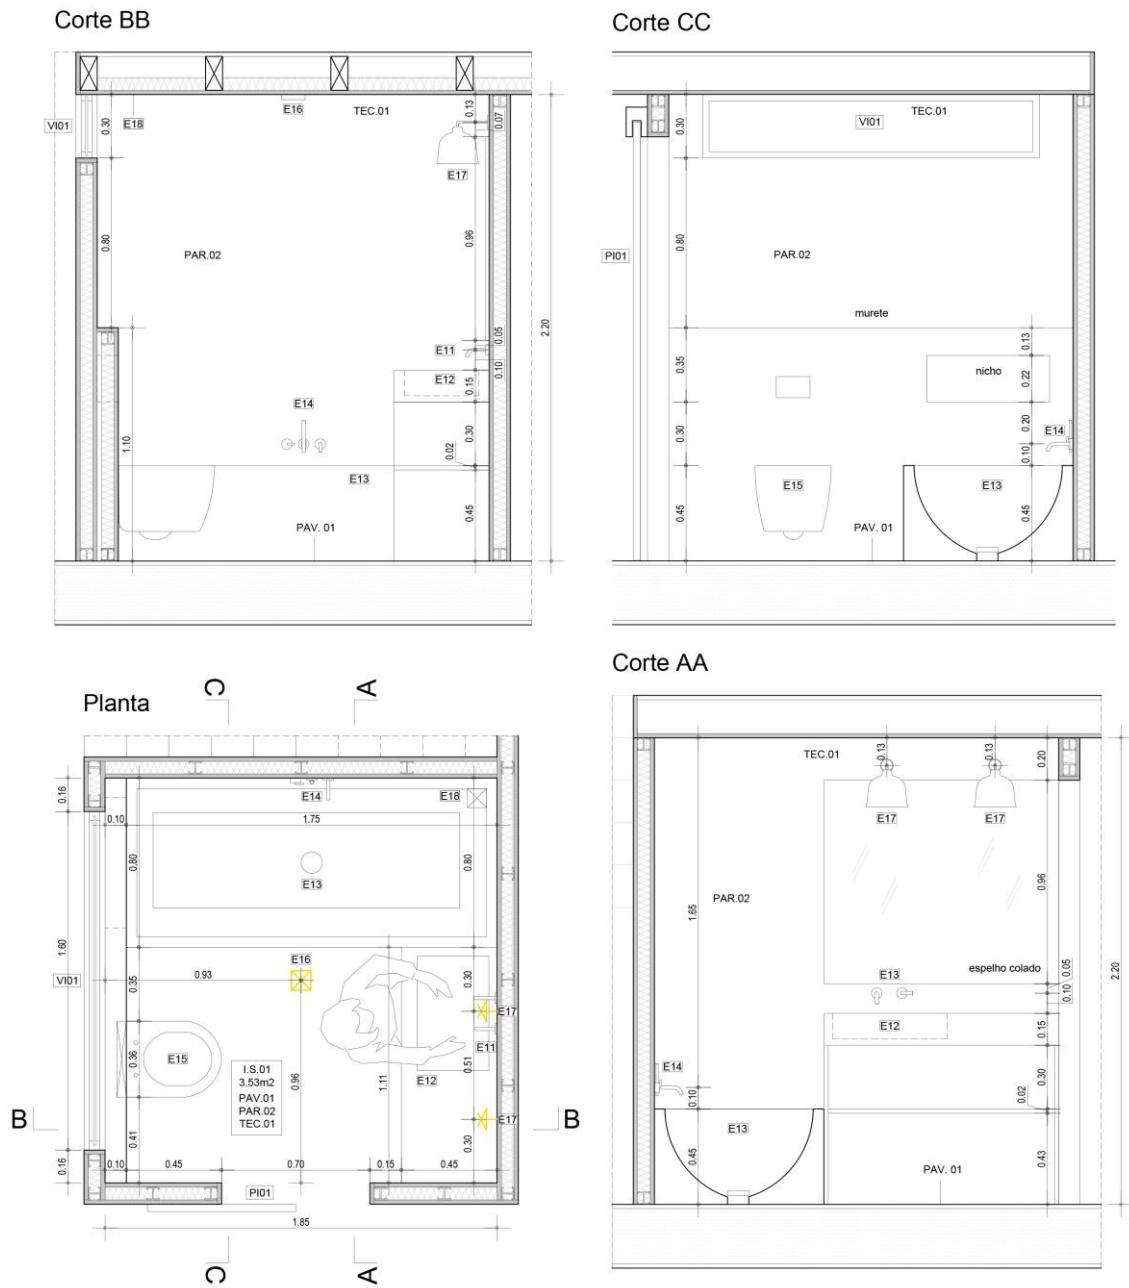 Corte BB
0.13
E16
TEC.01
VI01
0.30
E18
0.07
E17
0.80
0.96
PAR.02
2.20
0.05
E11
0.10
E12
0.15
E14
1.10
0.30
0.02
E13
0.45
PAV. 01
Corte CC
0.30
TEC.01
VI01
0.80
PI01
PAR.02
murete
0.13
0.35
nicho
0.22
0.20
E14
0.30
0.10
E15
E13
0.45
PAV. 01
0.45
Planta
C
A
0.16
E14
E18
0.10
1.75
0.80
0.80
E13
1.60
E16
VI01
0.93
0.35
0.30
E17
E11
E15
0.36
I.S.01
3.53m2
PAV.01
PAR.02
TEC.01
0.96
1.11
E12
0.51
B
B
E17
0.41
0.30
0.16
0.10
0.45
0.70
0.15
0.45
PI01
1.85
C
A
Corte AA
TEC.01
0.13
0.13
0.20
E17
E17
1.65
PAR.02
0.96
2.20
espelho colado
0.05
E13
0.10
E12
0.15
E14
0.30
0.10
0.02
E13
0.45
PAV. 01
0.43